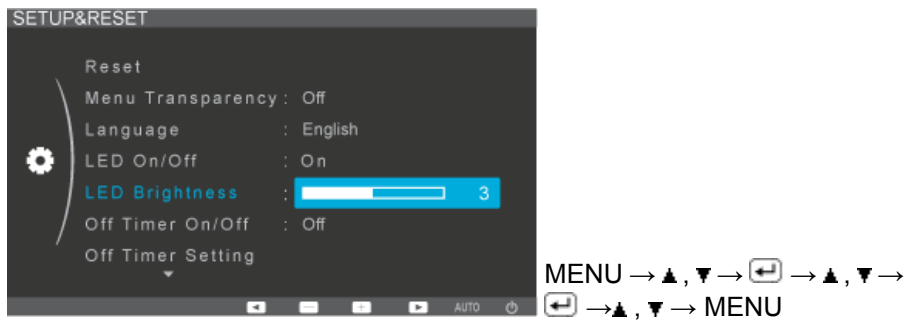 SETUP&RESET
Reset
Menu Transparency : Off
Language : English
LED On/Off : On
LED Brightness : 3
Off Timer On/Off : Off
Off Timer Setting
AUTO
MENU → ▲ , ▼ → ↵ → ▲ , ▼ →
↵ → ▲ , ▼ → MENU